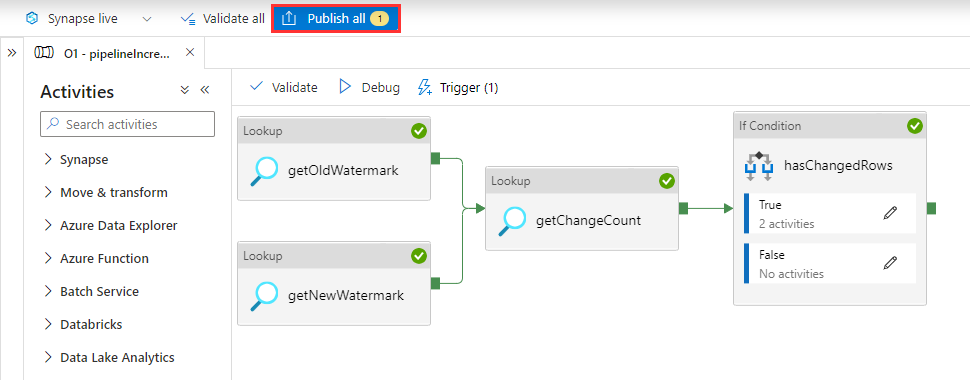 Synapse live
Validate all
Publish all 1
O1 - pipelineIncre...
Activities
Search activities
Synapse
Move & transform
Azure Data Explorer
Azure Function
Batch Service
Databricks
Data Lake Analytics
Validate
Debug
Trigger (1)
Lookup
getOldWatermark
Lookup
getNewWatermark
Lookup
getChangeCount
If Condition
hasChangedRows
True
2 activities
False
No activities